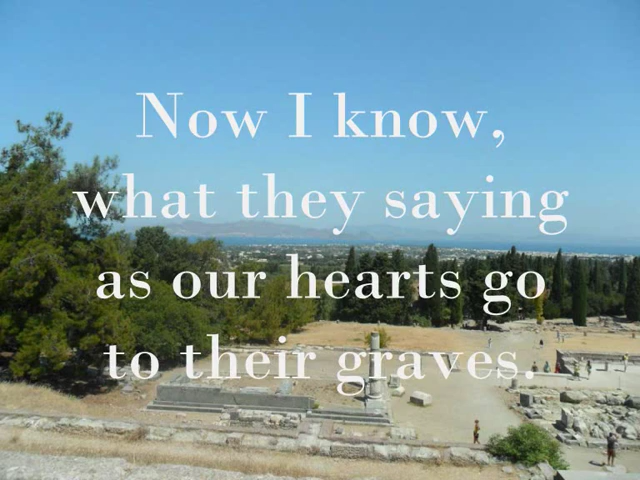 Now I know,
what they saying
as our hearts go
to their graves.